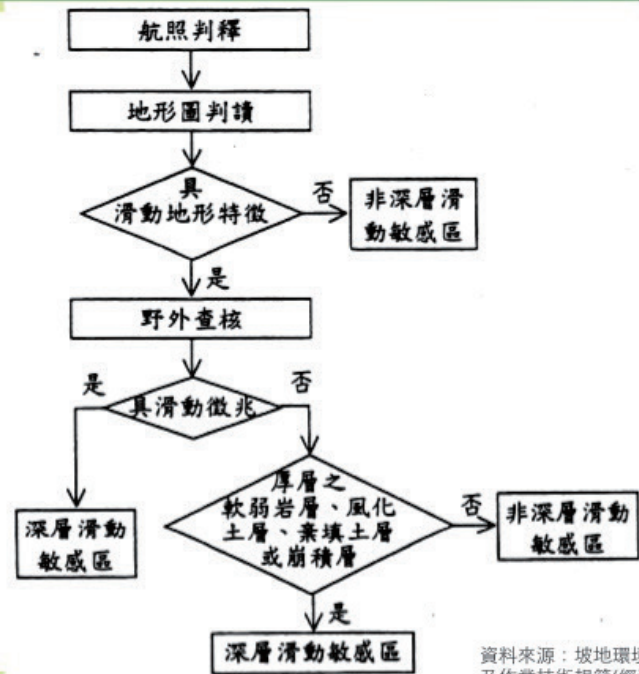 航照判釋
地形圖判讀
具
滑動地形特徵
否
非深層滑
動敏感區
是
野外查核
是
具滑動徵兆
否
深層滑動
敏感區
厚層之
軟弱岩層、風化
土層、棄填土層
或崩積層
否
非深層滑動
敏感區
是
深層滑動敏感區
資料來源：坡地環境